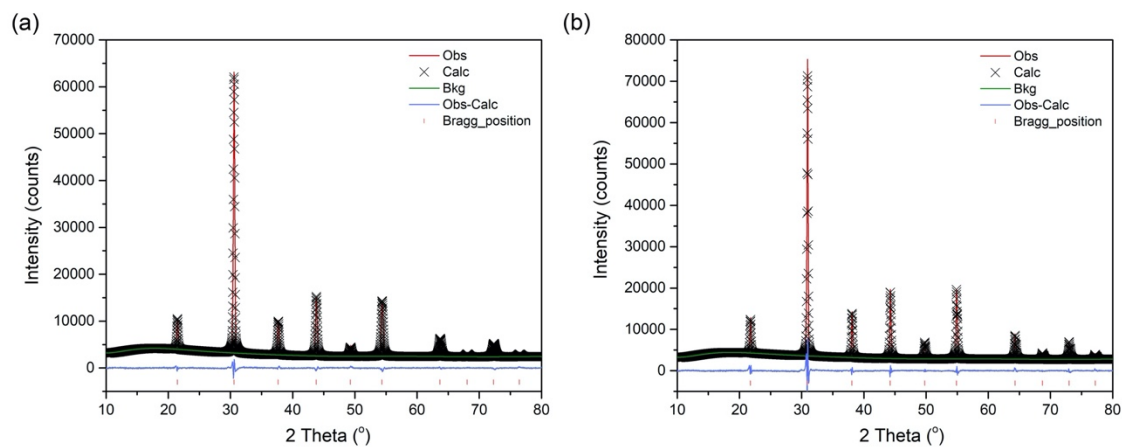 (a)
70000
60000
50000
40000
30000
20000
10000
0
Intensity (counts)
Obs
Calc
Bkg
Obs-Calc
Bragg_position
10 20 30 40 50 60 70 80
2 Theta (°)
(b)
80000
70000
60000
50000
40000
30000
20000
10000
0
Intensity (counts)
Obs
Calc
Bkg
Obs-Calc
Bragg_position
10 20 30 40 50 60 70 80
2 Theta (°)